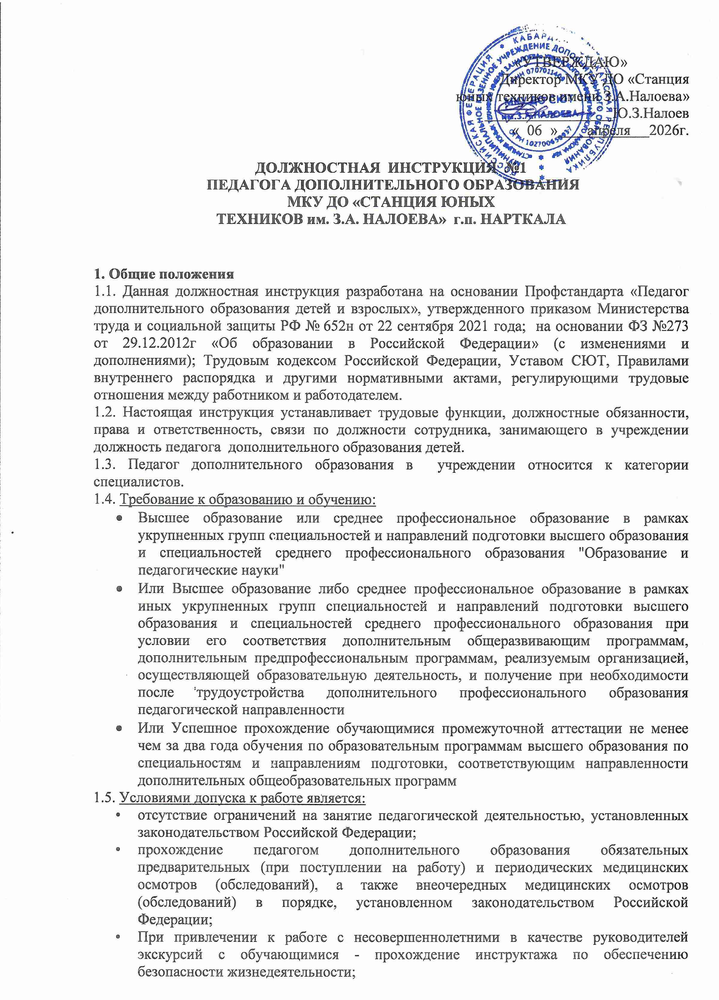 «УТВЕРЖДАЮ»
Директор МКУ ДО «Станция
юных техников имени З.А.Налоева»
Ю.З.Налоев
« 06 » апреля 2026г.
РОССИЙСКАЯ ФЕДЕРАЦИЯ * РЕСПУБЛИКА
МУНИЦИПАЛЬНОЕ КАЗЕННОЕ УЧРЕЖДЕНИЕ ДОПОЛНИТЕЛЬНОГО ОБРАЗОВАНИЯ
МКУ ДО СЮТ
им.З.А.НАЛОЕВА
ДОЛЖНОСТНАЯ ИНСТРУКЦИЯ №1
ПЕДАГОГА ДОПОЛНИТЕЛЬНОГО ОБРАЗОВАНИЯ
МКУ ДО «СТАНЦИЯ ЮНЫХ
ТЕХНИКОВ им. З.А. НАЛОЕВА» г.п. НАРТКАЛА
1. Общие положения
1.1. Данная должностная инструкция разработана на основании Профстандарта «Педагог
дополнительного образования детей и взрослых», утвержденного приказом Министерства
труда и социальной защиты РФ № 652н от 22 сентября 2021 года; на основании ФЗ №273
от 29.12.2012г «Об образовании в Российской Федерации» (с изменениями и
дополнениями); Трудовым кодексом Российской Федерации, Уставом СЮТ, Правилами
внутреннего распорядка и другими нормативными актами, регулирующими трудовые
отношения между работником и работодателем.
1.2. Настоящая инструкция устанавливает трудовые функции, должностные обязанности,
права и ответственность, связи по должности сотрудника, занимающего в учреждении
должность педагога дополнительного образования детей.
1.3. Педагог дополнительного образования в учреждении относится к категории
специалистов.
1.4. Требование к образованию и обучению:
• Высшее образование или среднее профессиональное образование в рамках
укрупненных групп специальностей и направлений подготовки высшего образования
и специальностей среднего профессионального образования "Образование и
педагогические науки"
• Или Высшее образование либо среднее профессиональное образование в рамках
иных укрупненных групп специальностей и направлений подготовки высшего
образования и специальностей среднего профессионального образования при
условии его соответствия дополнительным общеразвивающим программам,
дополнительным предпрофессиональным программам, реализуемым организацией,
осуществляющей образовательную деятельность, и получение при необходимости
после трудоустройства дополнительного профессионального образования
педагогической направленности
• Или Успешное прохождение обучающимися промежуточной аттестации не менее
чем за два года обучения по образовательным программам высшего образования по
специальностям и направлениям подготовки, соответствующим направленности
дополнительных общеобразовательных программ
1.5. Условиями допуска к работе является:
• отсутствие ограничений на занятие педагогической деятельностью, установленных
законодательством Российской Федерации;
• прохождение педагогом дополнительного образования обязательных
предварительных (при поступлении на работу) и периодических медицинских
осмотров (обследований), а также внеочередных медицинских осмотров
(обследований) в порядке, установленном законодательством Российской
Федерации;
• При привлечении к работе с несовершеннолетними в качестве руководителей
экскурсий с обучающимися - прохождение инструктажа по обеспечению
безопасности жизнедеятельности;